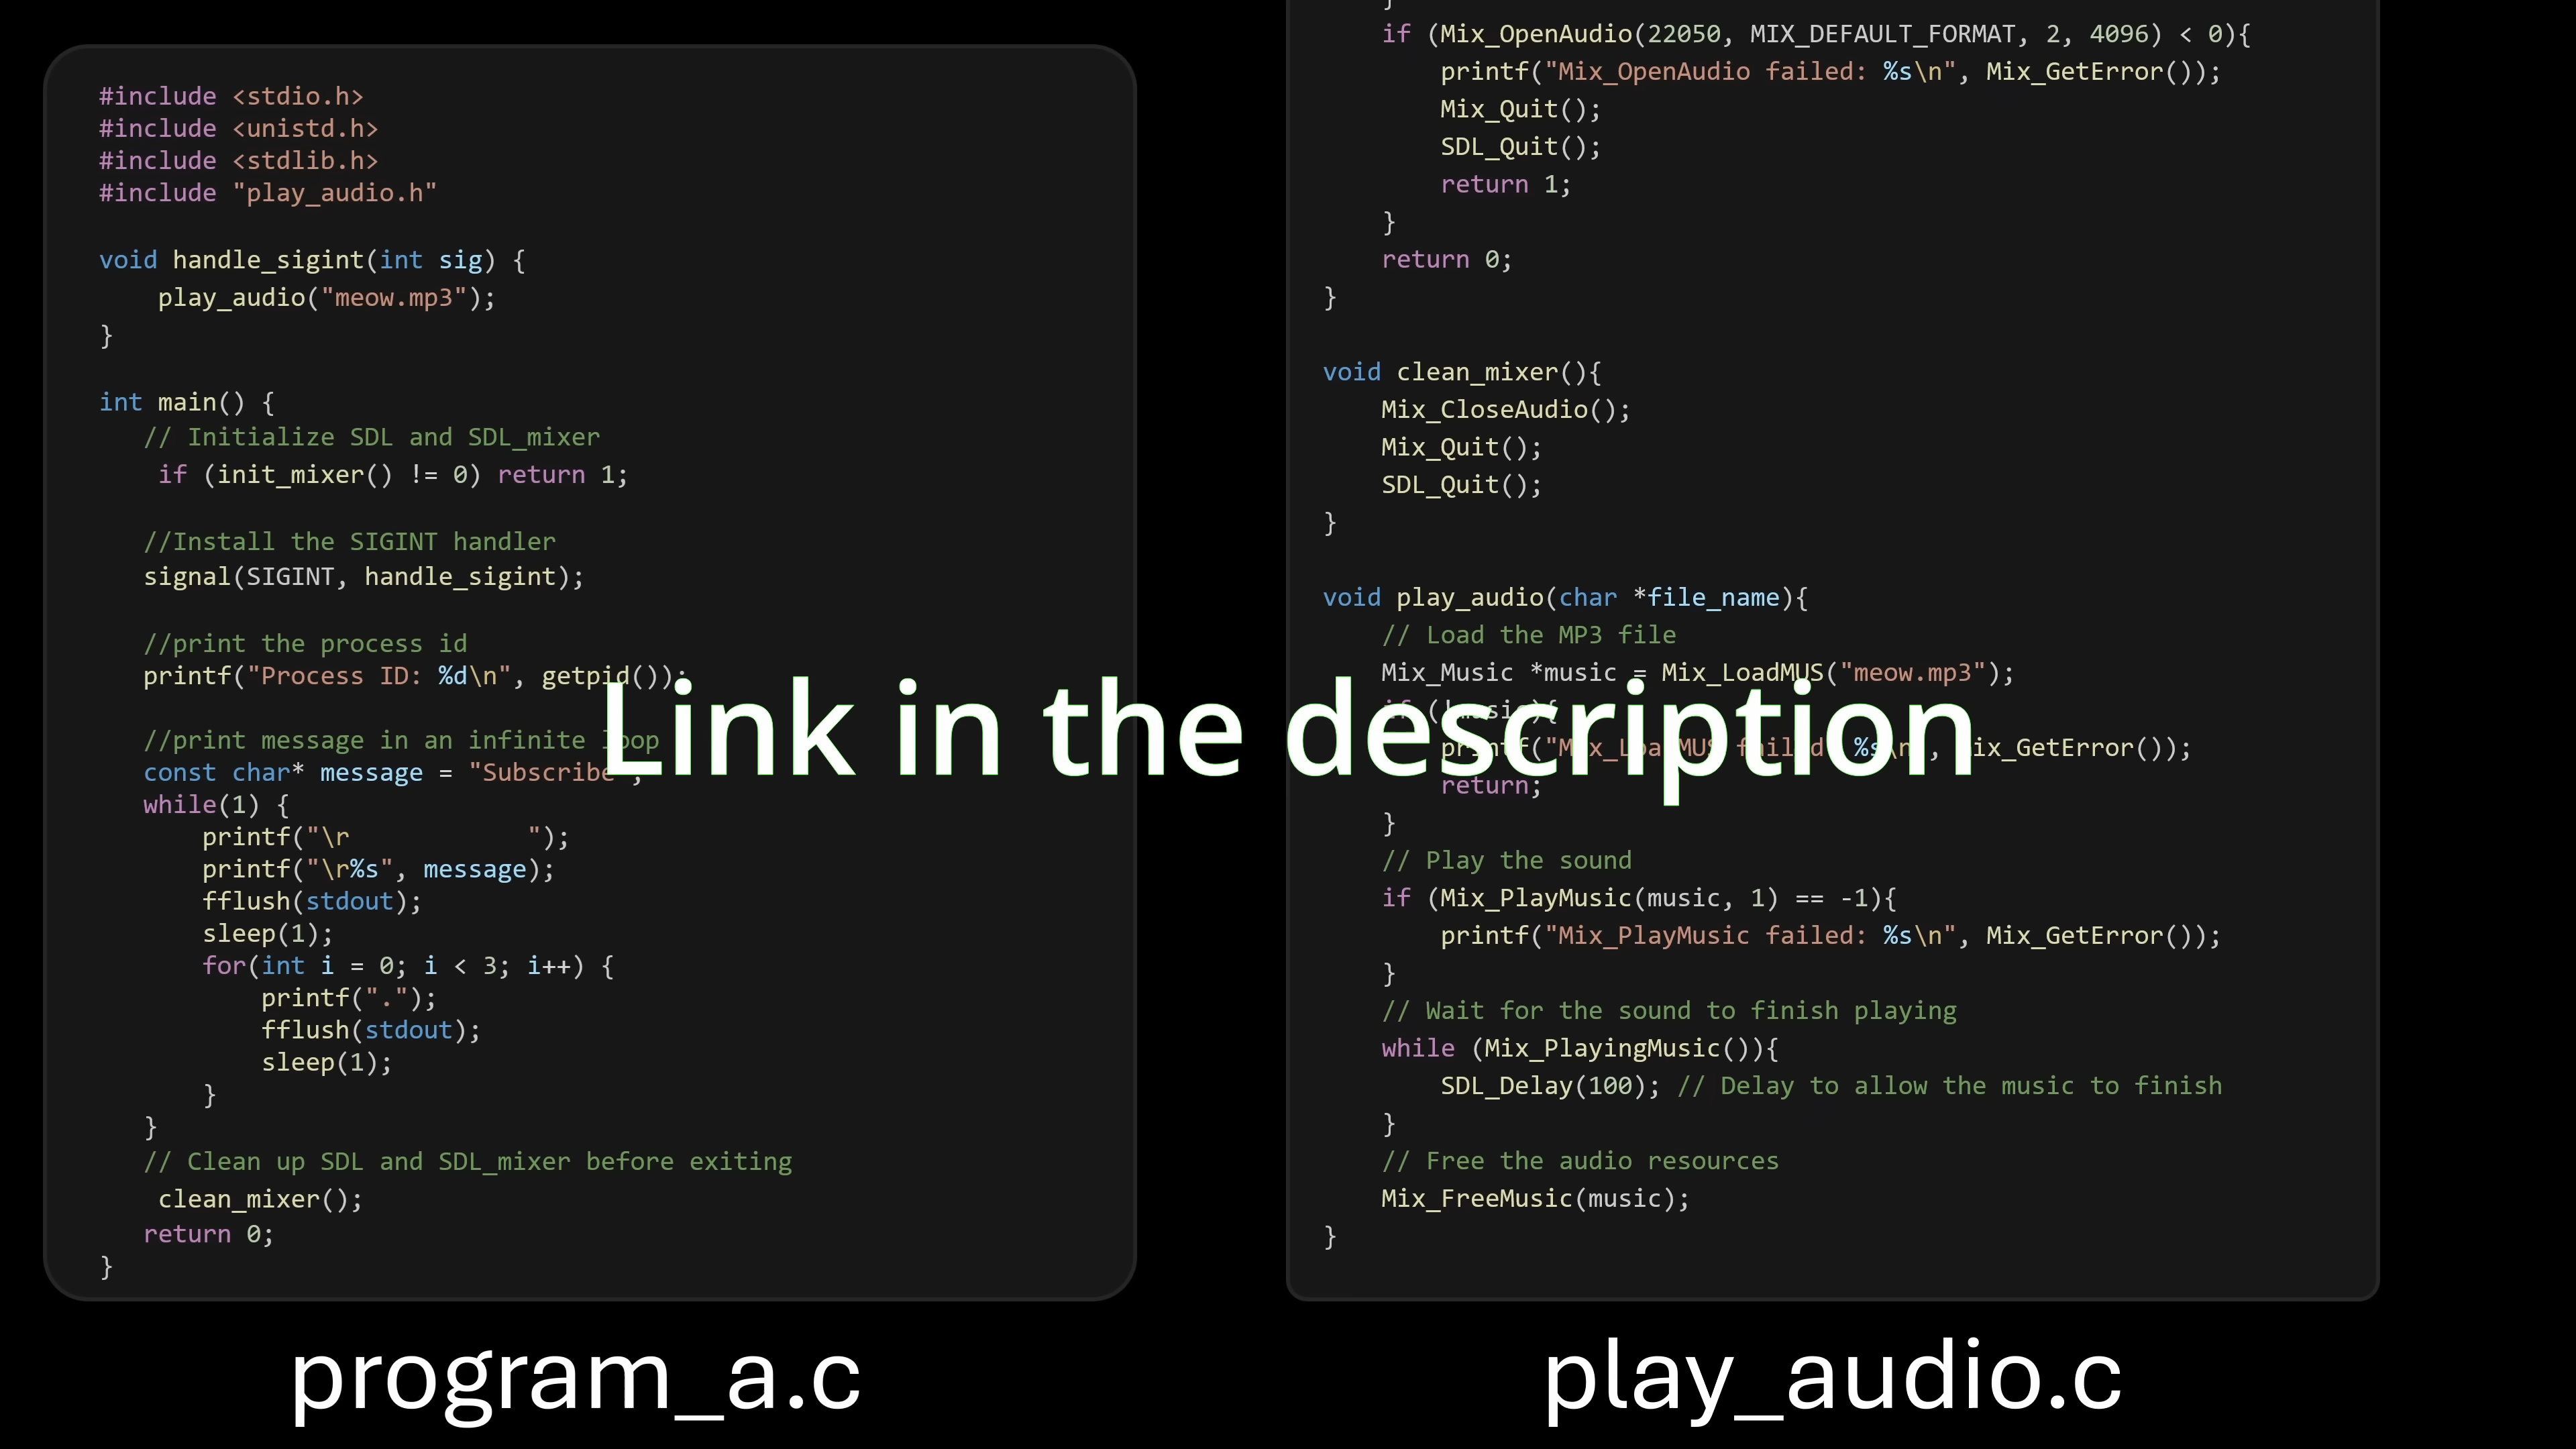 #include <stdio.h>
#include <unistd.h>
#include <stdlib.h>
#include "play_audio.h"
void handle_sigint(int sig) {
    play_audio("meow.mp3");
}
int main() {
   // Initialize SDL and SDL_mixer
    if (init_mixer() != 0) return 1;
   //Install the SIGINT handler
   signal(SIGINT, handle_sigint);
   //print the process id
   printf("Process ID: %d\n", getpid());
   //print message in an infinite loop
   const char* message = "Subscribe";
   while(1) {
       printf("\r            ");
       printf("\r%s", message);
       fflush(stdout);
       sleep(1);
       for(int i = 0; i < 3; i++) {
           printf(".");
           fflush(stdout);
           sleep(1);
       }
   }
   // Clean up SDL and SDL_mixer before exiting
    clean_mixer();
   return 0;
}
program_a.c
    }
    if (Mix_OpenAudio(22050, MIX_DEFAULT_FORMAT, 2, 4096) < 0){
        printf("Mix_OpenAudio failed: %s\n", Mix_GetError());
        Mix_Quit();
        SDL_Quit();
        return 1;
    }
    return 0;
}
void clean_mixer(){
    Mix_CloseAudio();
    Mix_Quit();
    SDL_Quit();
}
void play_audio(char *file_name){
    // Load the MP3 file
    Mix_Music *music = Mix_LoadMUS("meow.mp3");
    if (!music){
        printf("Mix_LoadMUS failed: %s\n", Mix_GetError());
        return;
    }
    // Play the sound
    if (Mix_PlayMusic(music, 1) == -1){
        printf("Mix_PlayMusic failed: %s\n", Mix_GetError());
    }
    // Wait for the sound to finish playing
    while (Mix_PlayingMusic()){
        SDL_Delay(100); // Delay to allow the music to finish
    }
    // Free the audio resources
    Mix_FreeMusic(music);
}
play_audio.c
Link in the description